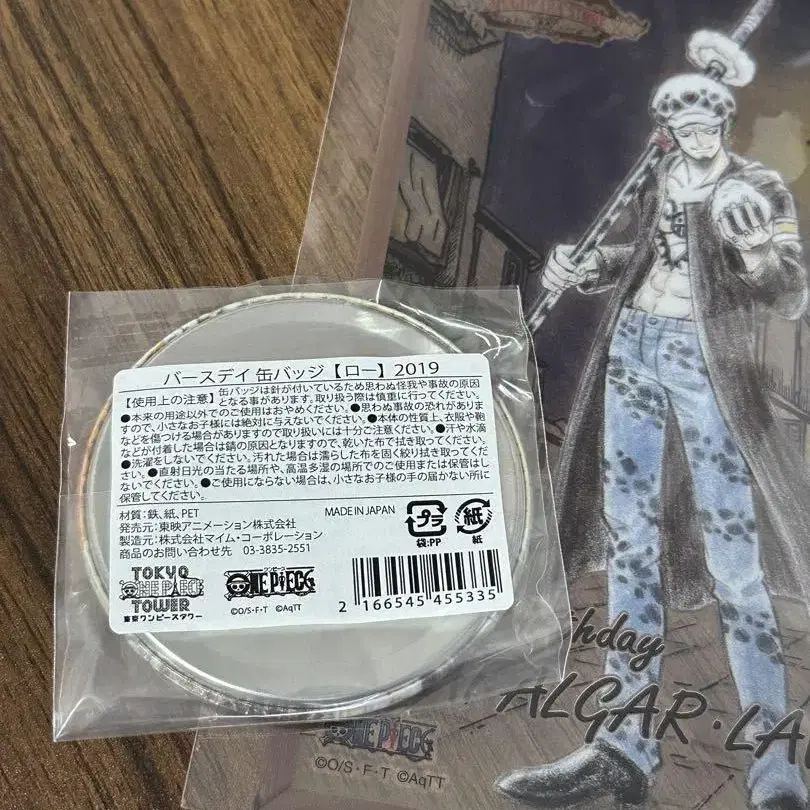 バースデイ 缶バッジ【ロー】2019
【使用上の注意】缶バッジは針が付いているため思わぬ怪我や事故の原因
となる事があります。取り扱う際は慎重に行ってください。
●本来の用途以外でのご使用はおやめください。●思わぬ事故の恐れがありま
すので、小さなお子様には絶対に与えないでください。●本体の性質上、衣服や鞄
などを傷つける場合がありますので取り扱いには十分ご注意ください。●汗や水滴
などが付着した場合は錆の原因となりますので、乾いた布で拭き取ってください。
●洗濯をしないでください。汚れた場合は濡らした布を固く絞り拭き取ってくださ
い。●直射日光の当たる場所や、高温多湿の場所でのご使用または保管はし
ないでください。●ご使用にならない場合は、小さなお子様の手の届かない所に
保管してください。
材質:鉄、紙、PET
MADE IN JAPAN
発売元:東映アニメーション株式会社
製造元:株式会社マイム・コーポレーション
商品のお問い合わせ先 03-3835-2551
プラ
袋:PP
紙
紙
TOKYO
ONE PIECE
TOWER
東京ワンピースタワー
ワンピース
ONE PIECE
©O/S・F・T ©AqTT
2 166545 455335
hday
ALGAR・LA
ONE PIECE
©O/S・F・T ©AqTT